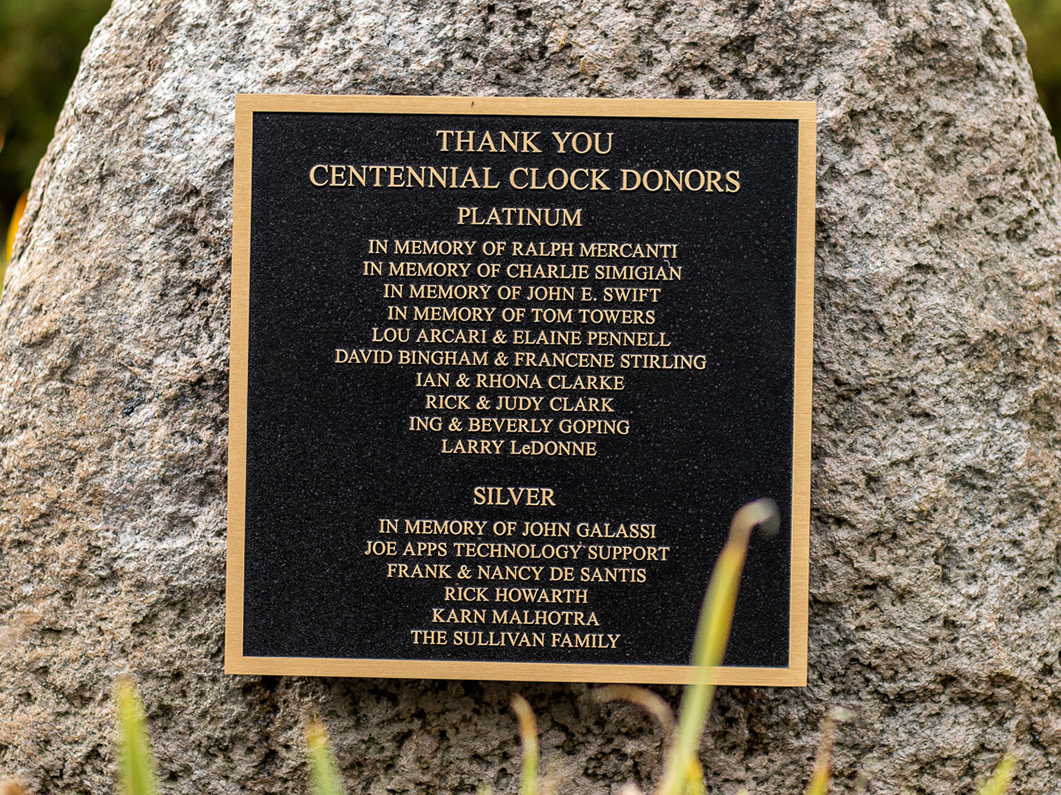 THANK YOU
CENTENNIAL CLOCK DONORS
PLATINUM
IN MEMORY OF RALPH MERCANTI
IN MEMORY OF CHARLIE SIMIGIAN
IN MEMORY OF JOHN E. SWIFT
IN MEMORY OF TOM TOWERS
LOU ARCARI & ELAINE PENNELL
DAVID BINGHAM & FRANCENE STIRLING
IAN & RHONA CLARKE
RICK & JUDY CLARK
ING & BEVERLY GOPING
LARRY LeDONNE
SILVER
IN MEMORY OF JOHN GALASSI
JOE APPS TECHNOLOGY SUPPORT
FRANK & NANCY DE SANTIS
RICK HOWARTH
KARN MALHOTRA
THE SULLIVAN FAMILY